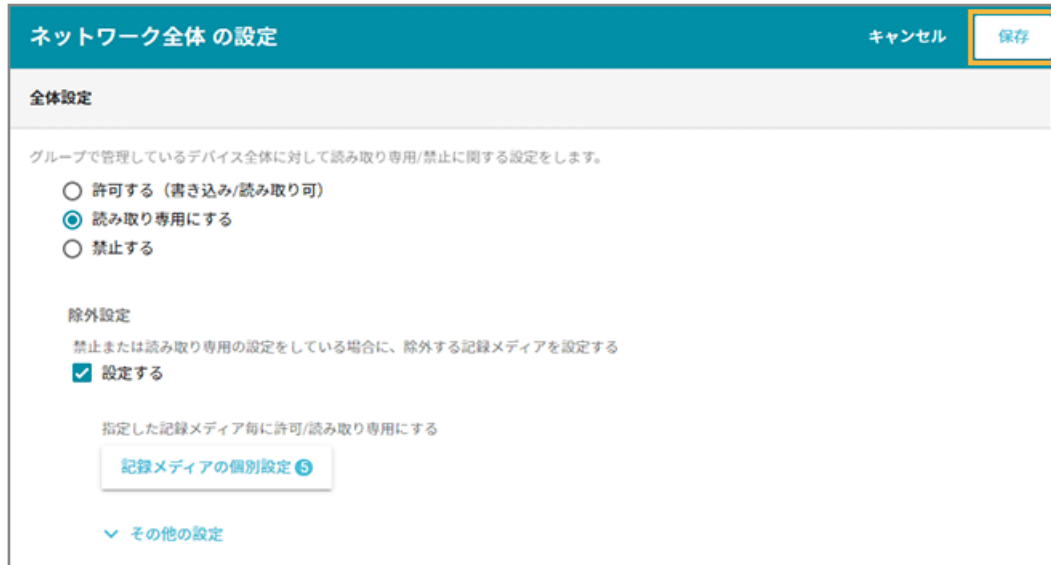 ネットワーク全体 の設定
キャンセル
保存
全体設定
グループで管理しているデバイス全体に対して読み取り専用/禁止に関する設定をします。
許可する（書き込み/読み取り可）
読み取り専用にする
禁止する
除外設定
禁止または読み取り専用の設定をしている場合に、除外する記録メディアを設定する
設定する
指定した記録メディア毎に許可/読み取り専用にする
記録メディアの個別設定 5
その他の設定